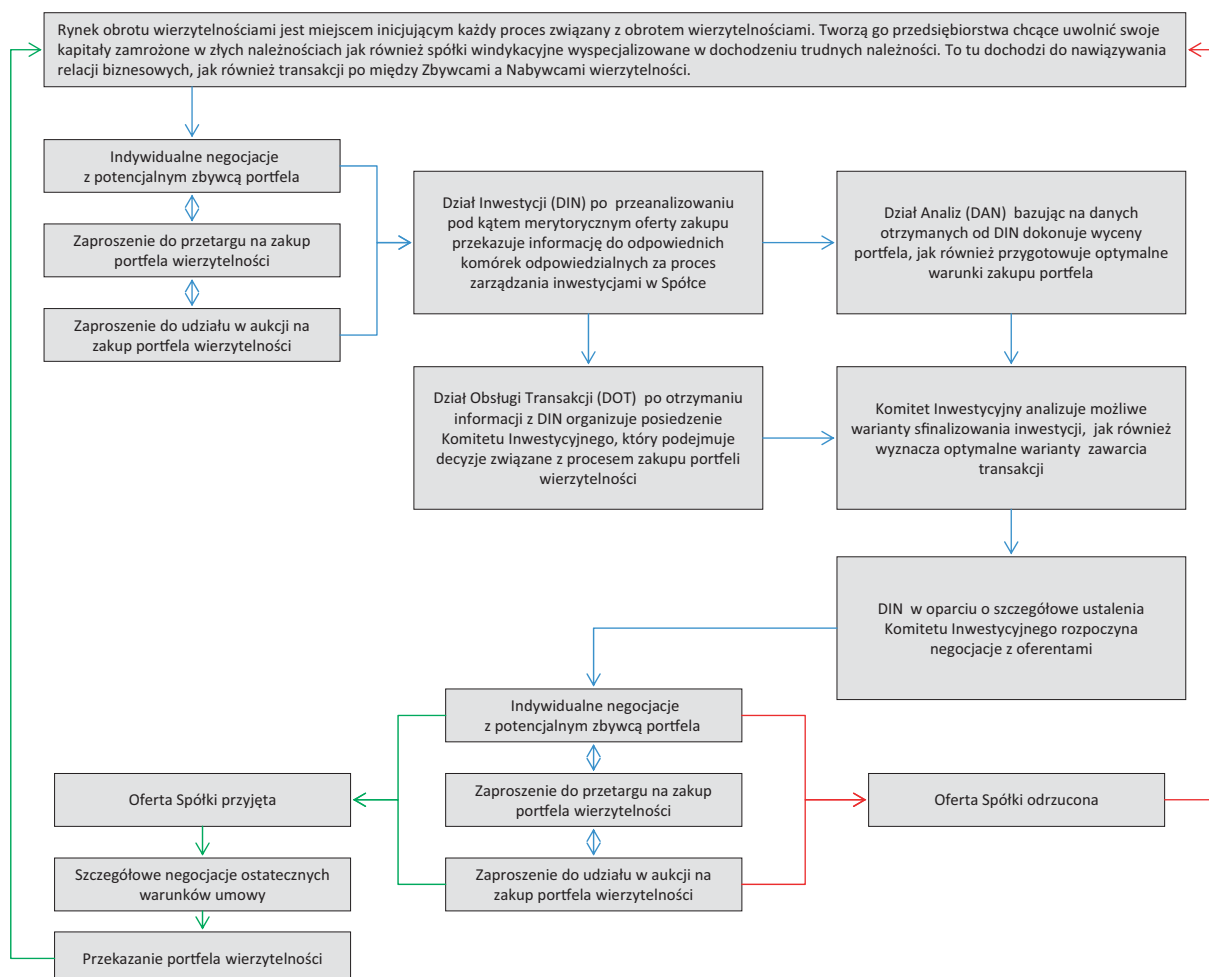 Rynek obrotu wierzytelnościami jest miejscem inicjującym każdy proces związany z obrotem wierzytelnościami. Tworzą go przedsiębiorstwa chcące uwolnić swoje
kapitały zamrożone w złych należnościach jak również spółki windykacyjne wyspecjalizowane w dochodzeniu trudnych należności. To tu dochodzi do nawiązywania
relacji biznesowych, jak również transakcji po między Zbywcami a Nabywcami wierzytelności.
Indywidualne negocjacje
z potencjalnym zbywcą portfela
Zaproszenie do przetargu na zakup
portfela wierzytelności
Zaproszenie do udziału w aukcji na
zakup portfela wierzytelności
Dział Inwestycji (DIN) po przeanalizowaniu
pod kątem merytorycznym oferty zakupu
przekazuje informację do odpowiednich
komórek odpowiedzialnych za proces
zarządzania inwestycjami w Spółce
Dział Analiz (DAN) bazując na danych
otrzymanych od DIN dokonuje wyceny
portfela, jak również przygotowuje optymalne
warunki zakupu portfela
Dział Obsługi Transakcji (DOT) po otrzymaniu
informacji z DIN organizuje posiedzenie
Komitetu Inwestycyjnego, który podejmuje
decyzje związane z procesem zakupu portfeli
wierzytelności
Komitet Inwestycyjny analizuje możliwe
warianty sfinalizowania inwestycji, jak również
wyznacza optymalne warianty zawarcia
transakcji
DIN w oparciu o szczegółowe ustalenia
Komitetu Inwestycyjnego rozpoczyna
negocjacje z oferentami
Indywidualne negocjacje
z potencjalnym zbywcą portfela
Zaproszenie do przetargu na zakup
portfela wierzytelności
Zaproszenie do udziału w aukcji na
zakup portfela wierzytelności
Oferta Spółki przyjęta
Oferta Spółki odrzucona
Szczegółowe negocjacje ostatecznych
warunków umowy
Przekazanie portfela wierzytelności